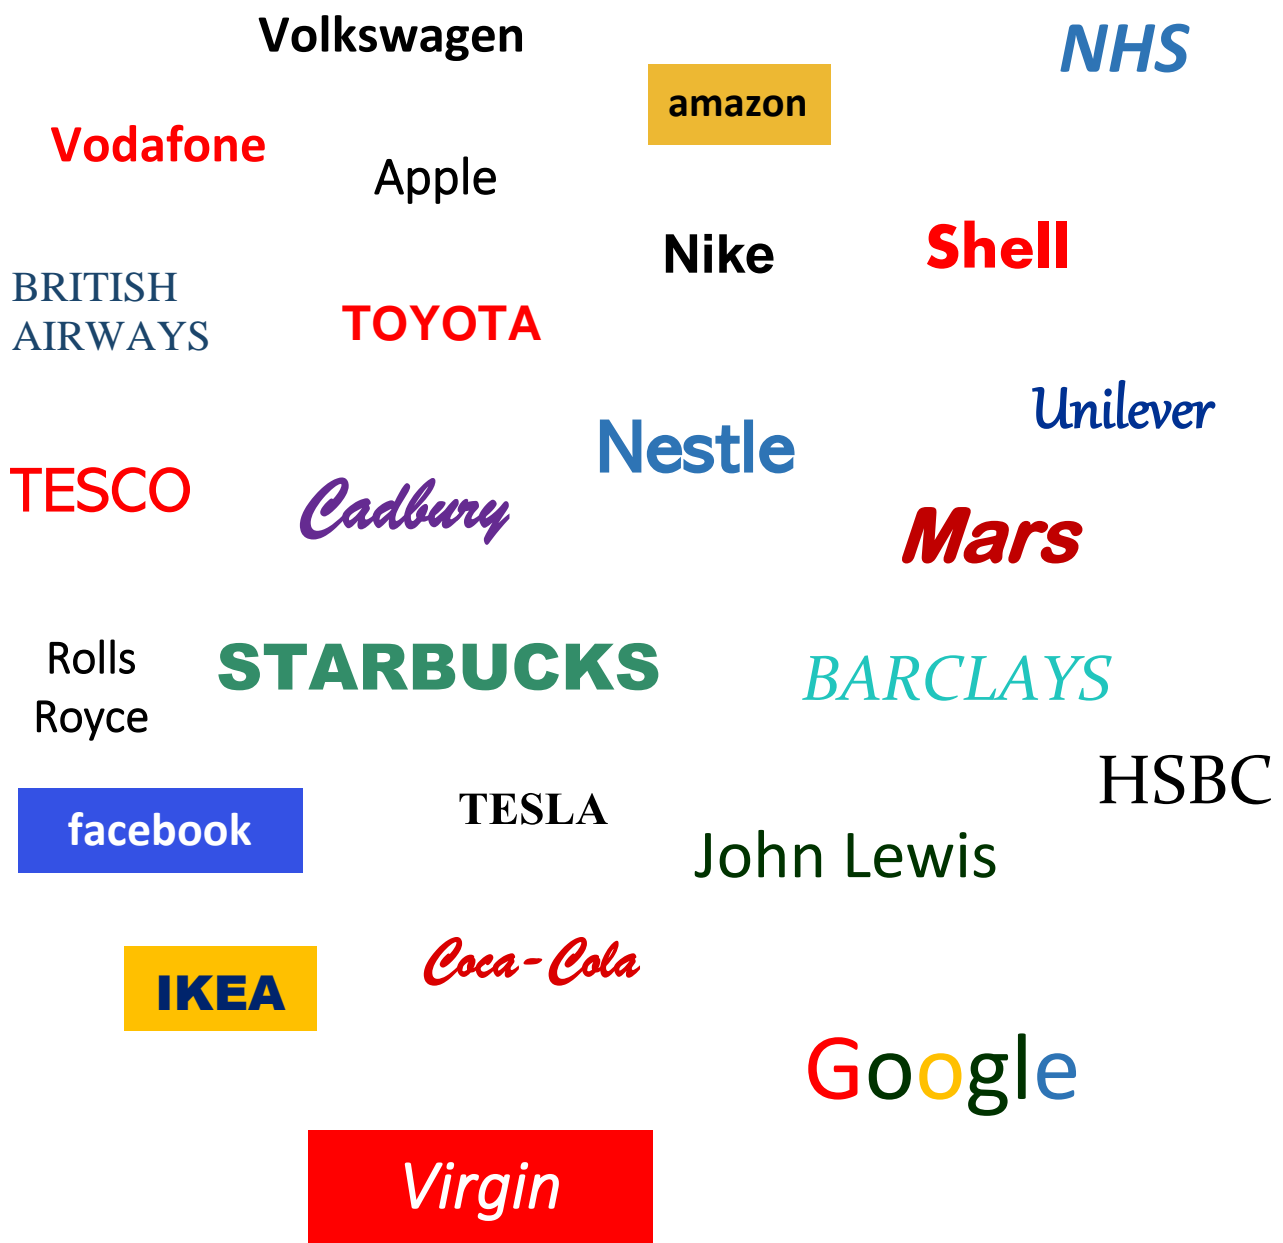 Volkswagen
NHS
amazon
Vodafone
Apple
Nike
Shell
BRITISH
AIRWAYS
TOYOTA
Unilever
Nestle
TESCO
Cadbury
Mars
Rolls
Royce
STARBUCKS
BARCLAYS
HSBC
facebook
TESLA
John Lewis
IKEA
Coca-Cola
Google
Virgin